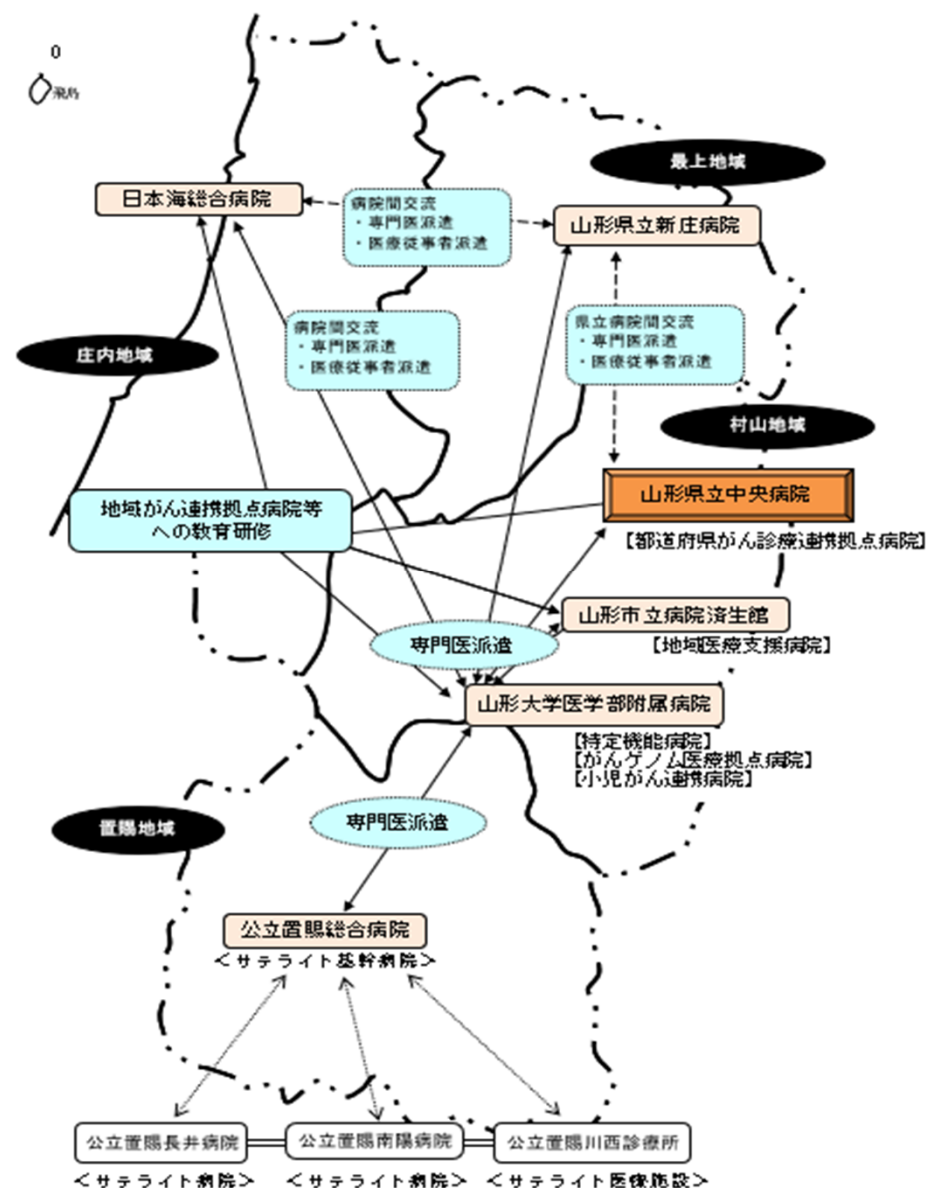 0
飛島
最上地域
日本海総合病院
病院間交流
・専門医派遣
・医療従事者派遣
山形県立新庄病院
病院間交流
・専門医派遣
・医療従事者派遣
県立病院間交流
・専門医派遣
・医療従事者派遣
庄内地域
村山地域
山形県立中央病院
【都道府県がん診療連携拠点病院】
地域がん連携拠点病院等
への教育研修
山形市立病院済生館
【地域医療支援病院】
専門医派遣
山形大学医学部附属病院
【特定機能病院】
【がんゲノム医療拠点病院】
【小児がん連携病院】
置賜地域
専門医派遣
公立置賜総合病院
<サテライト基幹病院>
公立置賜長井病院
公立置賜南陽病院
公立置賜川西診療所
<サテライト病院>
<サテライト病院>
<サテライト医療施設>